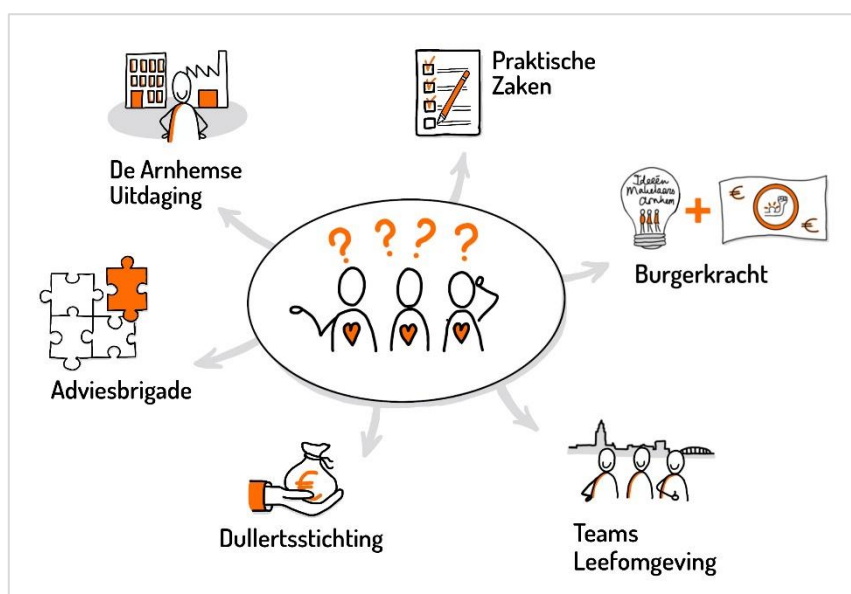 Praktische
Zaken
De Arnhemse
Uitdaging
Ideeën
Makelaars
Arnhem
+
€
€
Burgerkracht
? ? ? ?
Adviesbrigade
€
Dullertsstichting
Teams
Leefomgeving